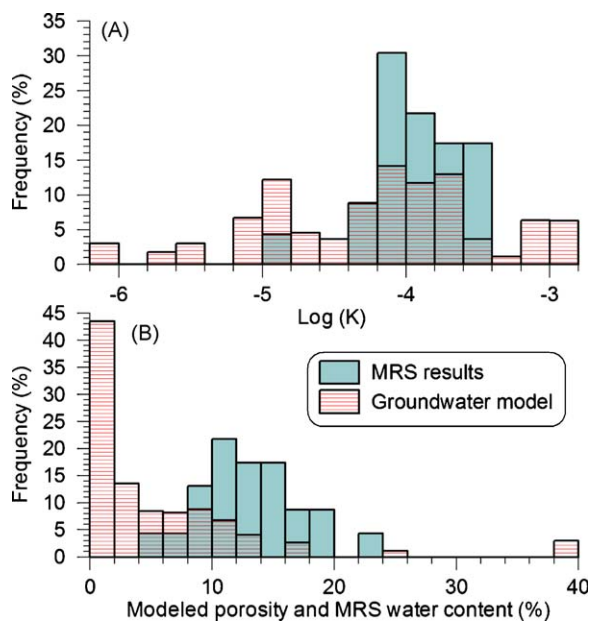 (A)
Frequency (%)
35
30
25
20
15
10
5
0
-6 -5 -4 -3
Log (K)
(B)
Frequency (%)
45
40
35
30
25
20
15
10
5
0
MRS results
Groundwater model
0 10 20 30 40
Modeled porosity and MRS water content (%)